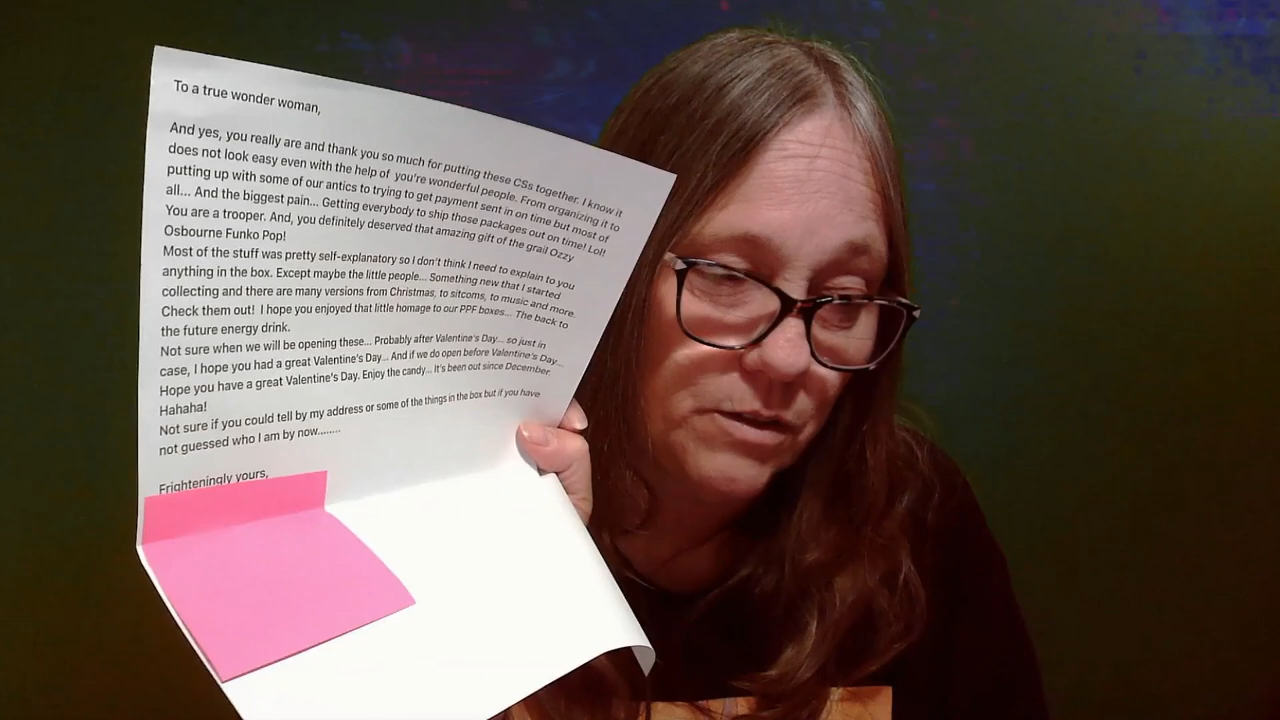 To a true wonder woman,
And yes, you really are and thank you so much for putting these CSs together. I know it
does not look easy even with the help of you're wonderful people. From organizing it to
putting up with some of our antics to trying to get payment sent in on time but most of
all... And the biggest pain... Getting everybody to ship those packages out on time! Lol!
You are a trooper. And, you definitely deserved that amazing gift of the grail Ozzy
Osbourne Funko Pop!
Most of the stuff was pretty self-explanatory so I don't think I need to explain to you
anything in the box. Except maybe the little people... Something new that I started
collecting and there are many versions from Christmas, to sitcoms, to music and more.
Check them out! I hope you enjoyed that little homage to our PPF boxes... The back to
the future energy drink.
Not sure when we will be opening these... Probably after Valentine's Day... so just in
case, I hope you had a great Valentine's Day... And if we do open before Valentine's Day...
Hope you have a great Valentine's Day. Enjoy the candy... It's been out since December.
Hahaha!
Not sure if you could tell by my address or some of the things in the box but if you have
not guessed who I am by now........
Frighteningly yours,